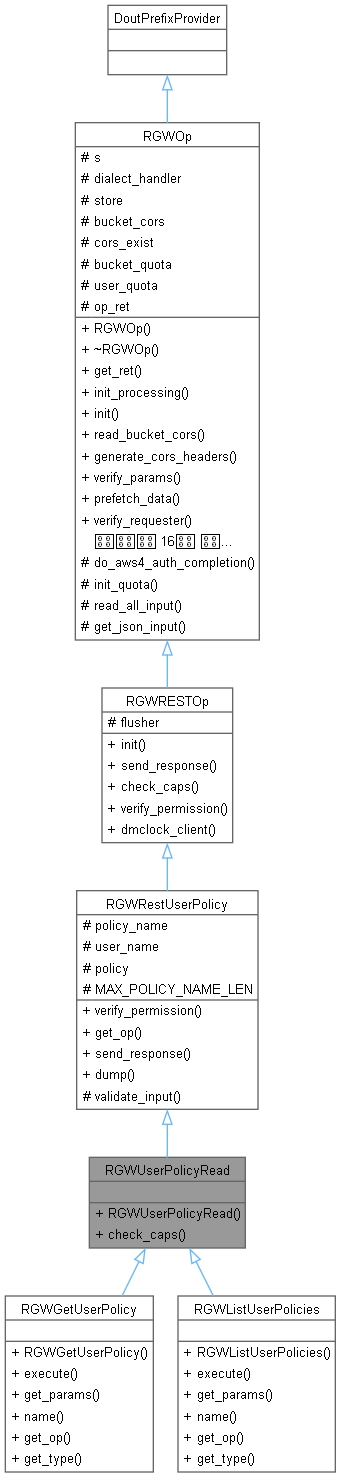 DoutPrefixProvider
RGWOp
# s
# dialect_handler
# store
# bucket_cors
# cors_exist
# bucket_quota
# user_quota
# op_ret
+ RGWOp()
+ ~RGWOp()
+ get_ret()
+ init_processing()
+ init()
+ read_bucket_cors()
+ generate_cors_headers()
+ verify_params()
+ prefetch_data()
+ verify_requester()
16 ...
# do_aws4_auth_completion()
# init_quota()
# read_all_input()
# get_json_input()
RGWRESTOp
# flusher
+ init()
+ send_response()
+ check_caps()
+ verify_permission()
+ dmclock_client()
RGWRestUserPolicy
# policy_name
# user_name
# policy
# MAX_POLICY_NAME_LEN
+ verify_permission()
+ get_op()
+ send_response()
+ dump()
# validate_input()
RGWUserPolicyRead
+ RGWUserPolicyRead()
+ check_caps()
RGWGetUserPolicy
+ RGWGetUserPolicy()
+ execute()
+ get_params()
+ name()
+ get_op()
+ get_type()
RGWListUserPolicies
+ RGWListUserPolicies()
+ execute()
+ get_params()
+ name()
+ get_op()
+ get_type()